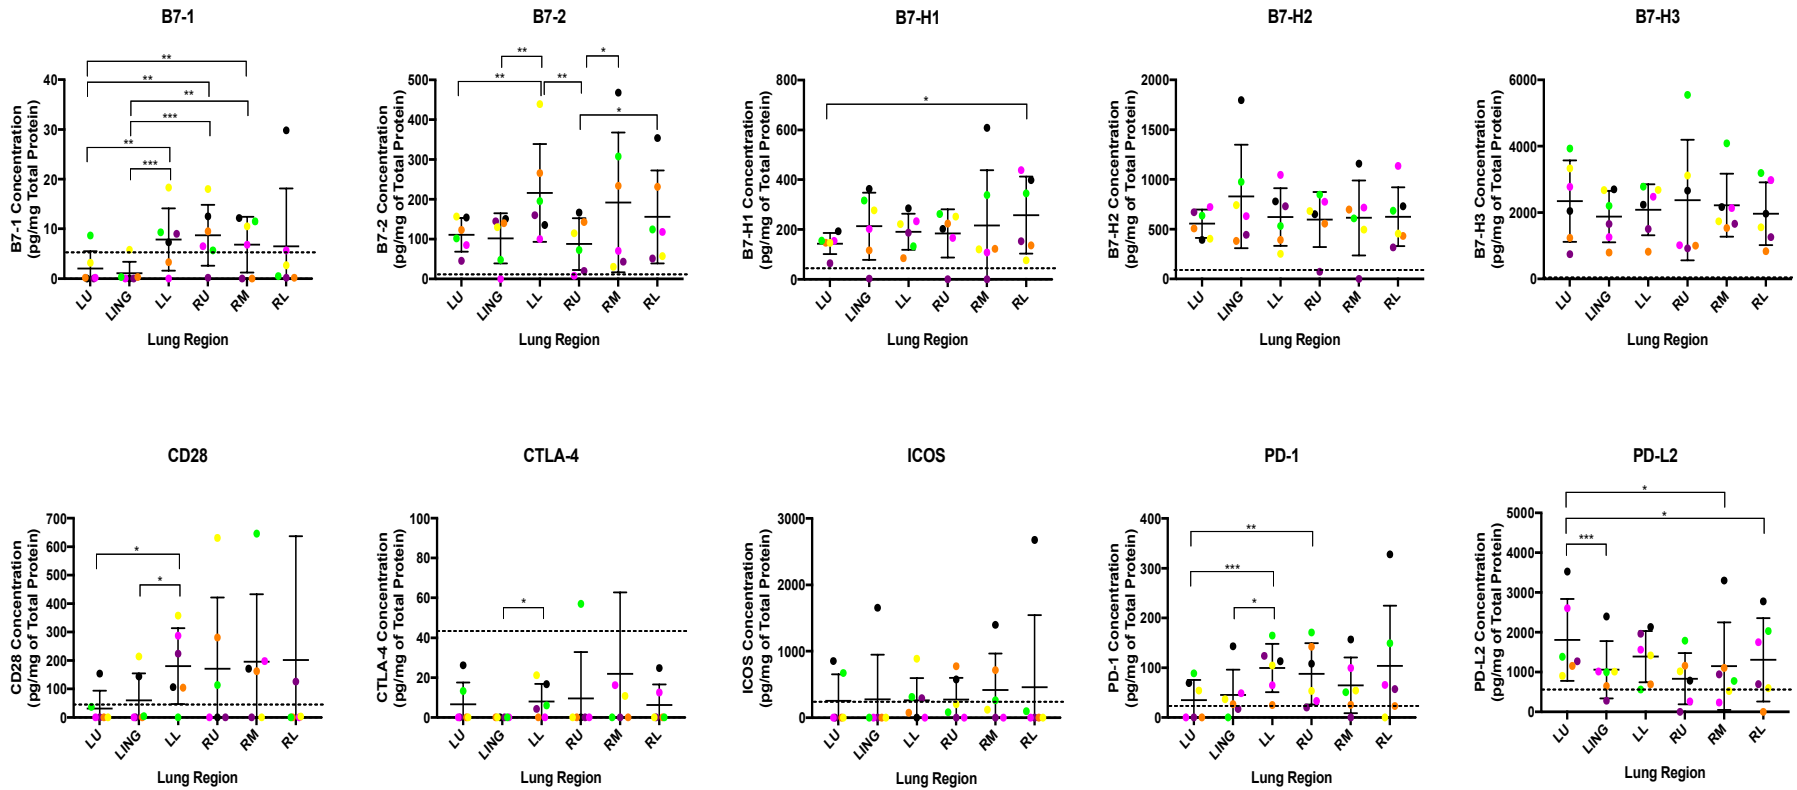 B7-1
B7-2
B7-H1
B7-H2
B7-H3
B7-1 Concentration
(pg/mg Total Protein)
40
30
20
10
0
**
**
**
***
**
***
LU
LING
LL
RU
RM
RL
Lung Region
B7-2 Concentration
(pg/mg of Total Protein)
500
400
300
200
100
0
**
*
**
**
*
LU
LING
LL
RU
RM
RL
Lung Region
B7-H1 Concentration
(pg/mg of Total Protein)
800
600
400
200
0
*
LU
LING
LL
RU
RM
RL
Lung Region
B7-H2 Concentration
(pg/mg of Total Protein)
2000
1500
1000
500
0
LU
LING
LL
RU
RM
RL
Lung Region
B7-H3 Concentration
(pg/mg of Total Protein)
6000
4000
2000
0
LU
LING
LL
RU
RM
RL
Lung Region
CD28
CTLA-4
ICOS
PD-1
PD-L2
CD28 Concentration
(pg/mg of Total Protein)
700
600
500
400
300
200
100
0
*
*
LU
LING
LL
RU
RM
RL
Lung Region
CTLA-4 Concentration
(pg/mg of Total Protein)
100
80
60
40
20
0
*
LU
LING
LL
RU
RM
RL
Lung Region
ICOS Concentration
(pg/mg of Total Protein)
3000
2000
1000
0
LU
LING
LL
RU
RM
RL
Lung Region
PD-1 Concentration
(pg/mg of Total Protein)
400
300
200
100
0
**
***
*
LU
LING
LL
RU
RM
RL
Lung Region
PD-L2 Concentration
(pg/mg of Total Protein)
5000
4000
3000
2000
1000
0
*
*
***
LU
LING
LL
RU
RM
RL
Lung Region